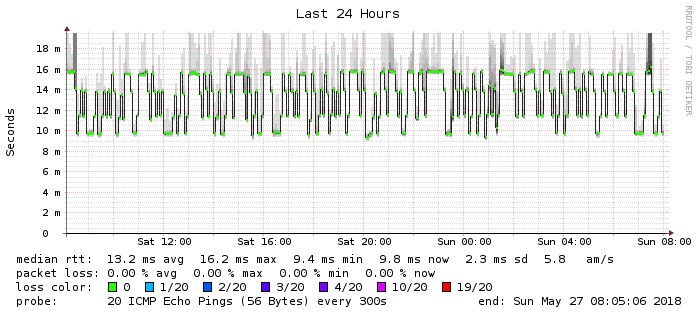 Last 24 Hours
RRDTOOL / TOBI OETIKER
Seconds
18 m
16 m
14 m
12 m
10 m
8 m
6 m
4 m
2 m
0
Sat 12:00 Sat 16:00 Sat 20:00 Sun 00:00 Sun 04:00 Sun 08:00
median rtt: 13.2 ms avg 16.2 ms max 9.4 ms min 9.8 ms now 2.3 ms sd 5.8 am/s
packet loss: 0.00 % avg 0.00 % max 0.00 % min 0.00 % now
loss color: 0 1/20 2/20 3/20 4/20 10/20 19/20
probe: 20 ICMP Echo Pings (56 Bytes) every 300s end: Sun May 27 08:05:06 2018